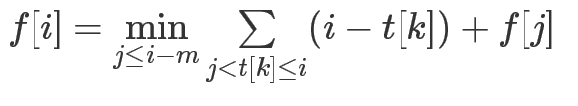 f[i] = min_{j≤i−m} ∑_{j<t[k]≤i} (i − t[k]) + f[j]